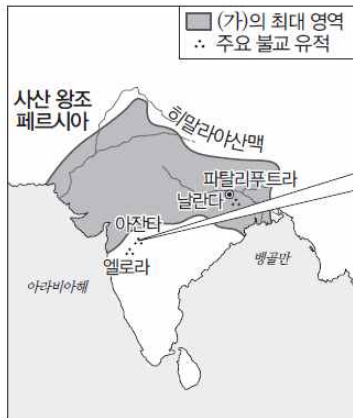 (가)의 최대 영역
∴ 주요 불교 유적
사산 왕조
페르시아
히말라야산맥
파탈리푸트라
날란다
아잔타
엘로라
아라비아해
벵골만